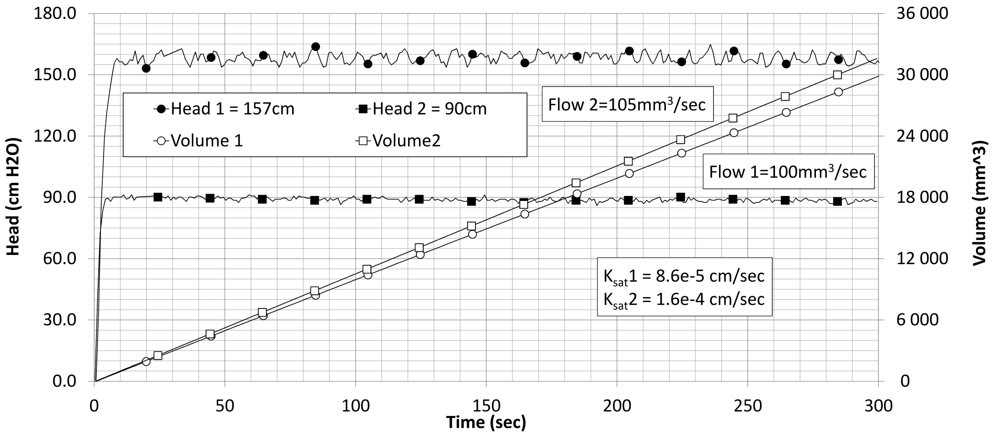 180.0
150.0
120.0
90.0
60.0
30.0
0.0
Head (cm H2O)
36 000
30 000
24 000
18 000
12 000
6 000
0
Volume (mm^3)
Head 1 = 157cm
Head 2 = 90cm
Volume 1
Volume2
Flow 2=105mm³/sec
Flow 1=100mm³/sec
Ksat1 = 8.6e-5 cm/sec
Ksat2 = 1.6e-4 cm/sec
0 50 100 150 200 250 300
Time (sec)